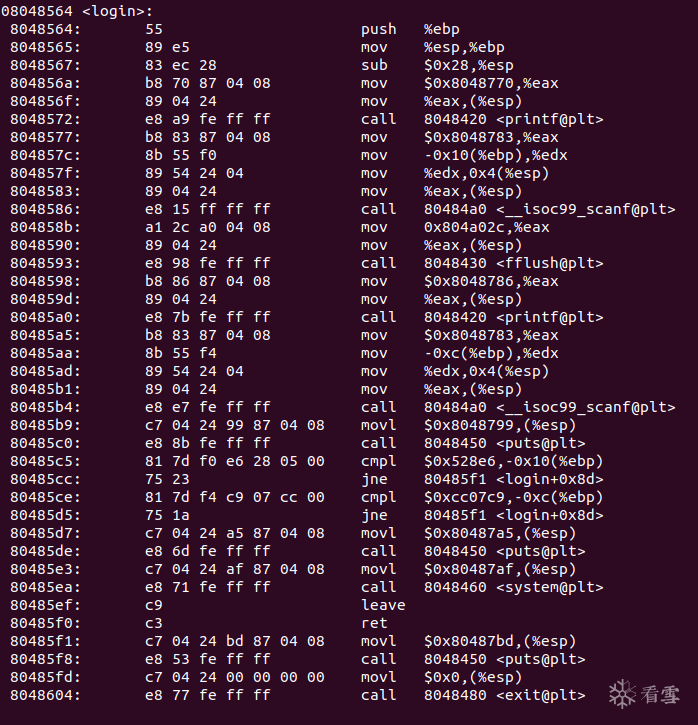 08048564 <login>:
 8048564:	55	push   %ebp
 8048565:	89 e5	mov    %esp,%ebp
 8048567:	83 ec 28	sub    $0x28,%esp
 804856a:	b8 70 87 04 08	mov    $0x8048770,%eax
 804856f:	89 04 24	mov    %eax,(%esp)
 8048572:	e8 a9 fe ff ff	call   8048420 <printf@plt>
 8048577:	b8 83 87 04 08	mov    $0x8048783,%eax
 804857c:	8b 55 f0	mov    -0x10(%ebp),%edx
 804857f:	89 54 24 04	mov    %edx,0x4(%esp)
 8048583:	89 04 24	mov    %eax,(%esp)
 8048586:	e8 15 ff ff ff	call   80484a0 <__isoc99_scanf@plt>
 804858b:	a1 2c a0 04 08	mov    0x804a02c,%eax
 8048590:	89 04 24	mov    %eax,(%esp)
 8048593:	e8 98 fe ff ff	call   8048430 <fflush@plt>
 8048598:	b8 86 87 04 08	mov    $0x8048786,%eax
 804859d:	89 04 24	mov    %eax,(%esp)
 80485a0:	e8 7b fe ff ff	call   8048420 <printf@plt>
 80485a5:	b8 83 87 04 08	mov    $0x8048783,%eax
 80485aa:	8b 55 f4	mov    -0xc(%ebp),%edx
 80485ad:	89 54 24 04	mov    %edx,0x4(%esp)
 80485b1:	89 04 24	mov    %eax,(%esp)
 80485b4:	e8 e7 fe ff ff	call   80484a0 <__isoc99_scanf@plt>
 80485b9:	c7 04 24 99 87 04 08	movl   $0x8048799,(%esp)
 80485c0:	e8 8b fe ff ff	call   8048450 <puts@plt>
 80485c5:	81 7d f0 e6 28 05 00	cmpl   $0x528e6,-0x10(%ebp)
 80485cc:	75 23	jne    80485f1 <login+0x8d>
 80485ce:	81 7d f4 c9 07 cc 00	cmpl   $0xcc07c9,-0xc(%ebp)
 80485d5:	75 1a	jne    80485f1 <login+0x8d>
 80485d7:	c7 04 24 a5 87 04 08	movl   $0x80487a5,(%esp)
 80485de:	e8 6d fe ff ff	call   8048450 <puts@plt>
 80485e3:	c7 04 24 af 87 04 08	movl   $0x80487af,(%esp)
 80485ea:	e8 71 fe ff ff	call   8048460 <system@plt>
 80485ef:	c9	leave
 80485f0:	c3	ret
 80485f1:	c7 04 24 bd 87 04 08	movl   $0x80487bd,(%esp)
 80485f8:	e8 53 fe ff ff	call   8048450 <puts@plt>
 80485fd:	c7 04 24 00 00 00 00	movl   $0x0,(%esp)
 8048604:	e8 77 fe ff ff	call   8048480 <exit@plt>
看雪